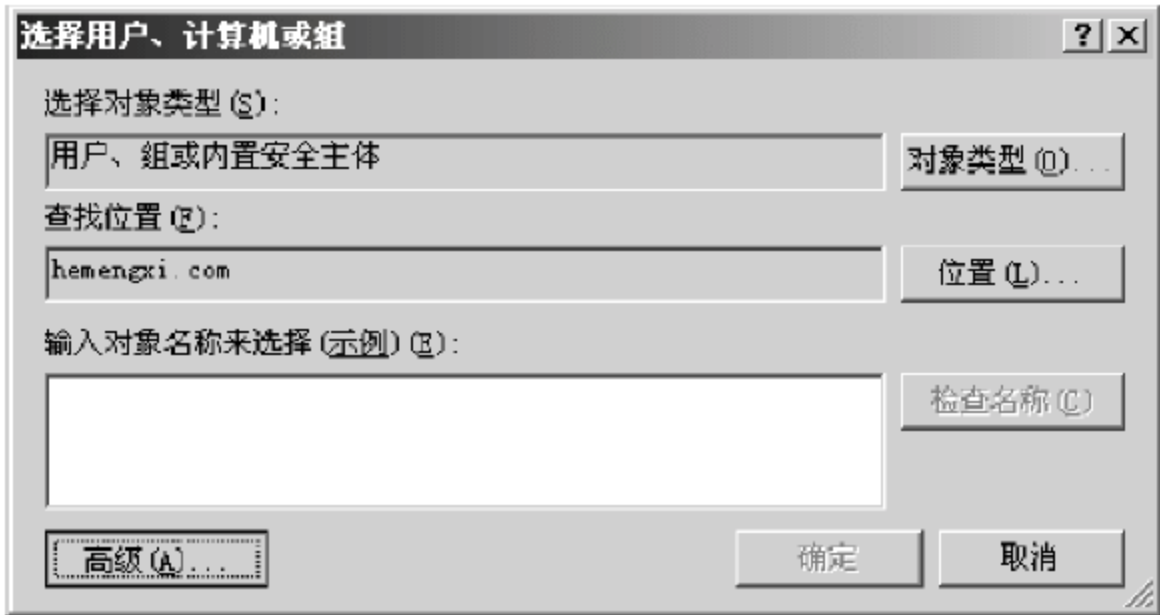 选择用户、计算机或组
选择对象类型(S):
用户、组或内置安全主体
对象类型(O)...
查找位置(F):
hemengxi.com
位置(L)...
输入对象名称来选择(示例)(E):
检查名称(C)
高级(A)...
确定
取消